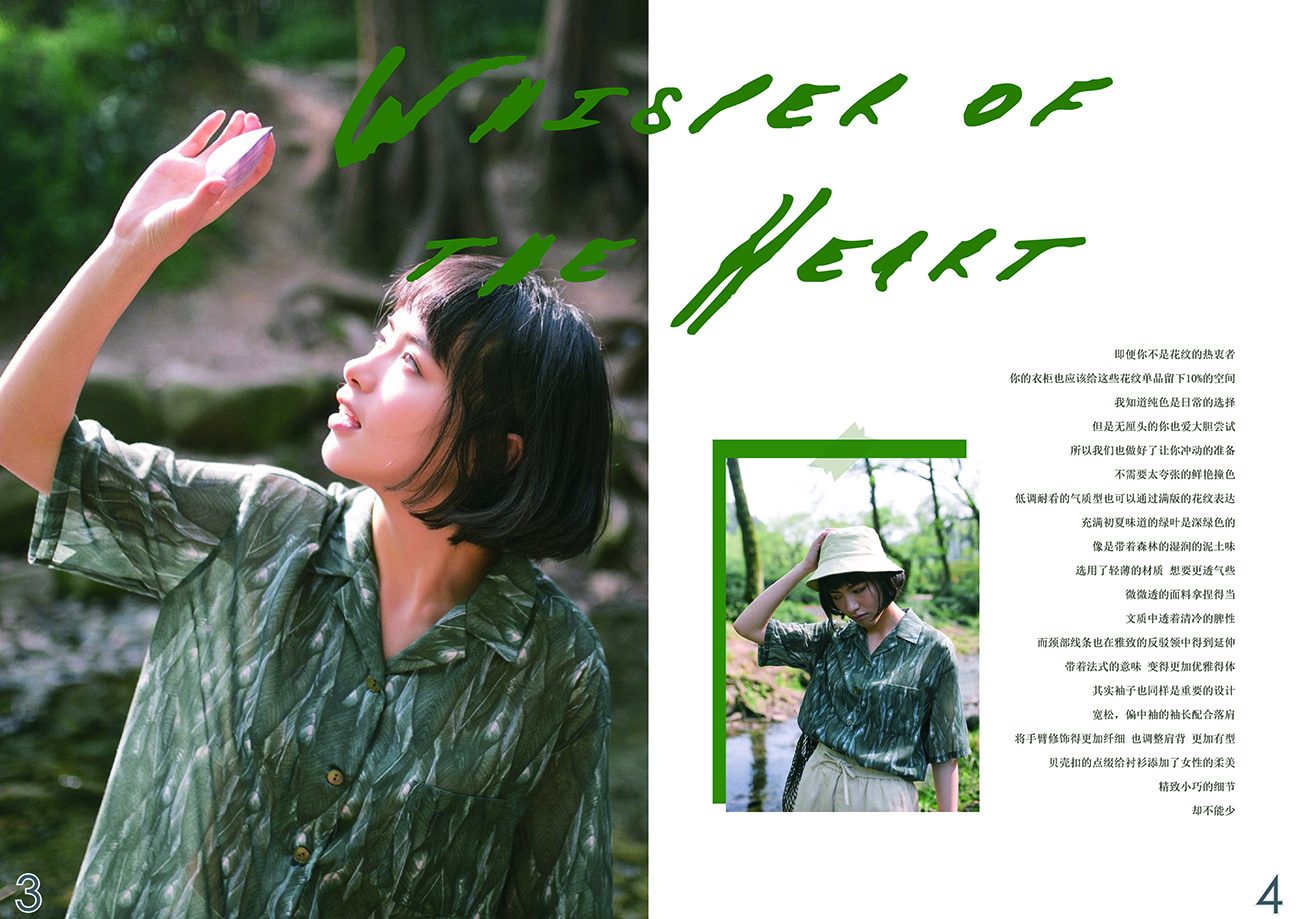 WHISPER OF
THE HEART
即便你不是花纹的热衷者
你的衣柜也应该给这些花纹单品留下10%的空间
我知道纯色是日常的选择
但是无厘头的你也爱大胆尝试
所以我们也做好了让你冲动的准备
不需要太夸张的鲜艳撞色
低调耐看的气质型也可以通过满版的花纹表达
充满初夏味道的绿叶是深绿色的
像是带着森林的湿润的泥土味
选用了轻薄的材质 想要更透气些
微微透的面料拿捏得当
文质中透着清冷的脾性
而颈部线条也在雅致的反驳领中得到延伸
带着法式的意味 变得更加优雅得体
其实袖子也同样是重要的设计
宽松，偏中袖的袖长配合落肩
将手臂修饰得更加纤细 也调整肩背 更加有型
贝壳扣的点缀给衬衫添加了女性的柔美
精致小巧的细节
却不能少
3
4